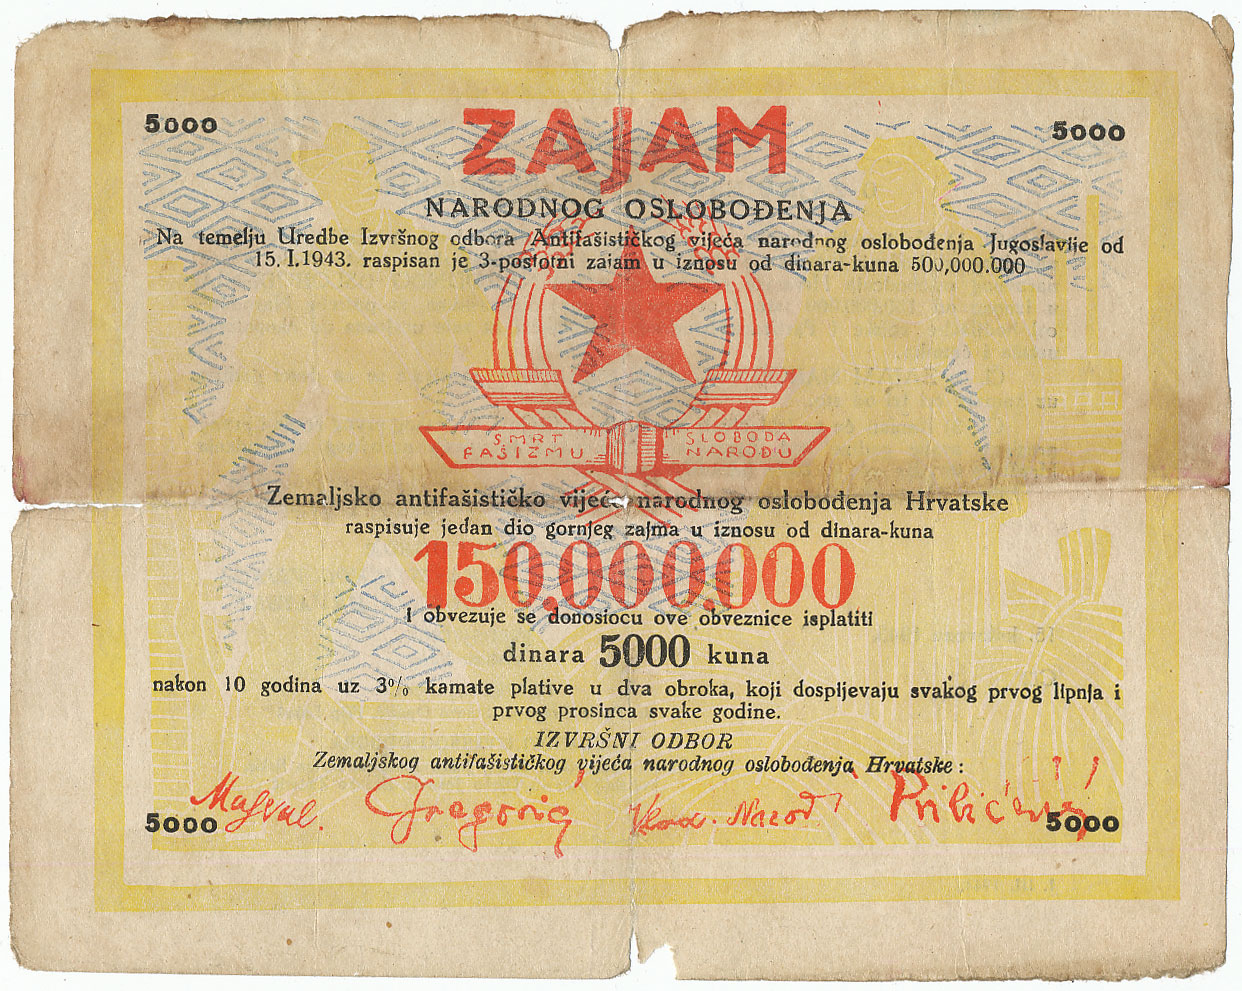 5000
5000
ZAJAM
NARODNOG OSLOBOĐENJA
Na temelju Uredbe Izvršnog odbora Antifašističkog vijeća narodnog oslobođenja Jugoslavije od
15. I. 1943. raspisan je 3-postotni zajam u iznosu od dinara-kuna 500,000.000
SMRT FAŠIZMU
SLOBODA NARODU
Zemaljsko antifašističko vijeće narodnog oslobođenja Hrvatske
raspisuje jedan dio gornjeg zajma u iznosu od dinara-kuna
150.000.000
i obvezuje se donosiocu ove obveznice isplatiti
dinara 5000 kuna
nakon 10 godina uz 3% kamate plative u dva obroka, koji dospijevaju svakog prvog lipnja i
prvog prosinca svake godine.
IZVRŠNI ODBOR
Zemaljskog antifašističkog vijeća narodnog oslobođenja Hrvatske:
Gregorić
5000
5000